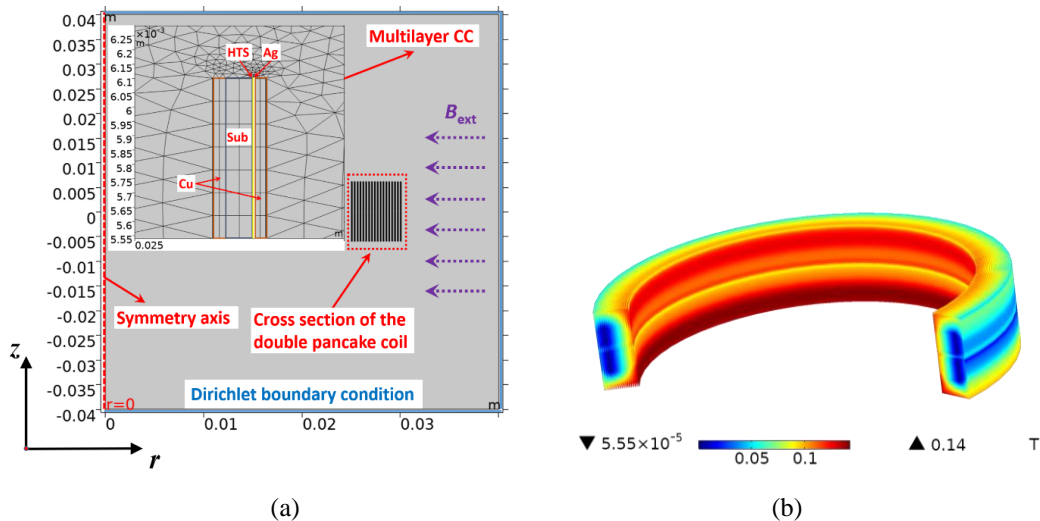 m
0.04
0.035
0.03
0.025
0.02
0.015
0.01
0.005
0
-0.005
-0.01
-0.015
-0.02
-0.025
-0.03
-0.035
-0.04
×10⁻³
m
6.25
6.2
6.15
6.1
6.05
6
5.95
5.9
5.85
5.8
5.75
5.7
5.65
5.6
5.55
0.025
m
HTS
Ag
Sub
Cu
Multilayer CC
Bext
Symmetry axis
Cross section of the
double pancake coil
Dirichlet boundary condition
r=0
m
0
0.01
0.02
0.03
z
r
(a)
▼ 5.55×10⁻⁵
0.05
0.1
▲ 0.14
T
(b)